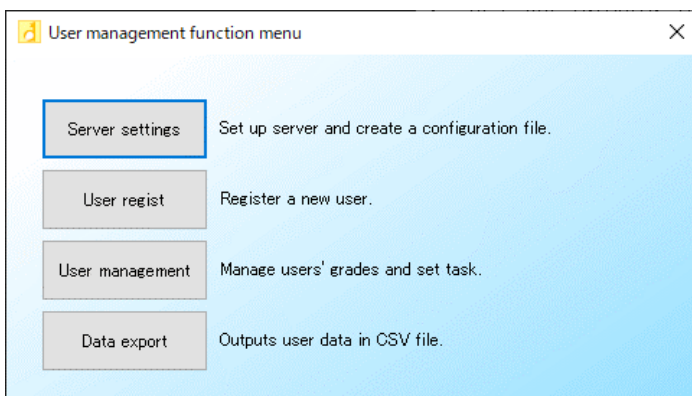 User management function menu
Server settings Set up server and create a configuration file.
User regist Register a new user.
User management Manage users' grades and set task.
Data export Outputs user data in CSV file.